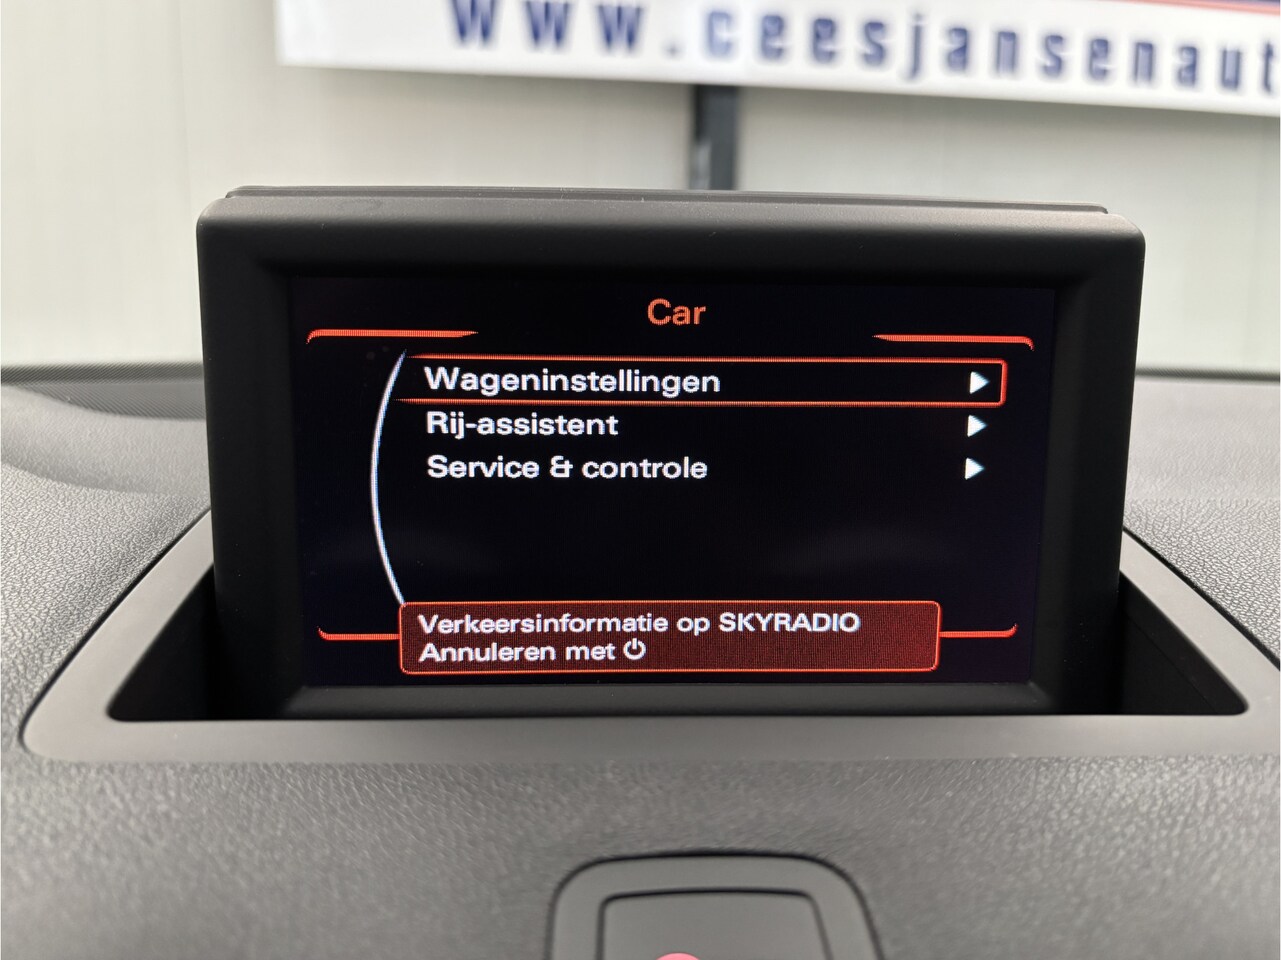 www.ceesjansenaut
Car
Wageninstellingen
Rij-assistent
Service & controle
Verkeersinformatie op SKYRADIO
Annuleren met ⏻